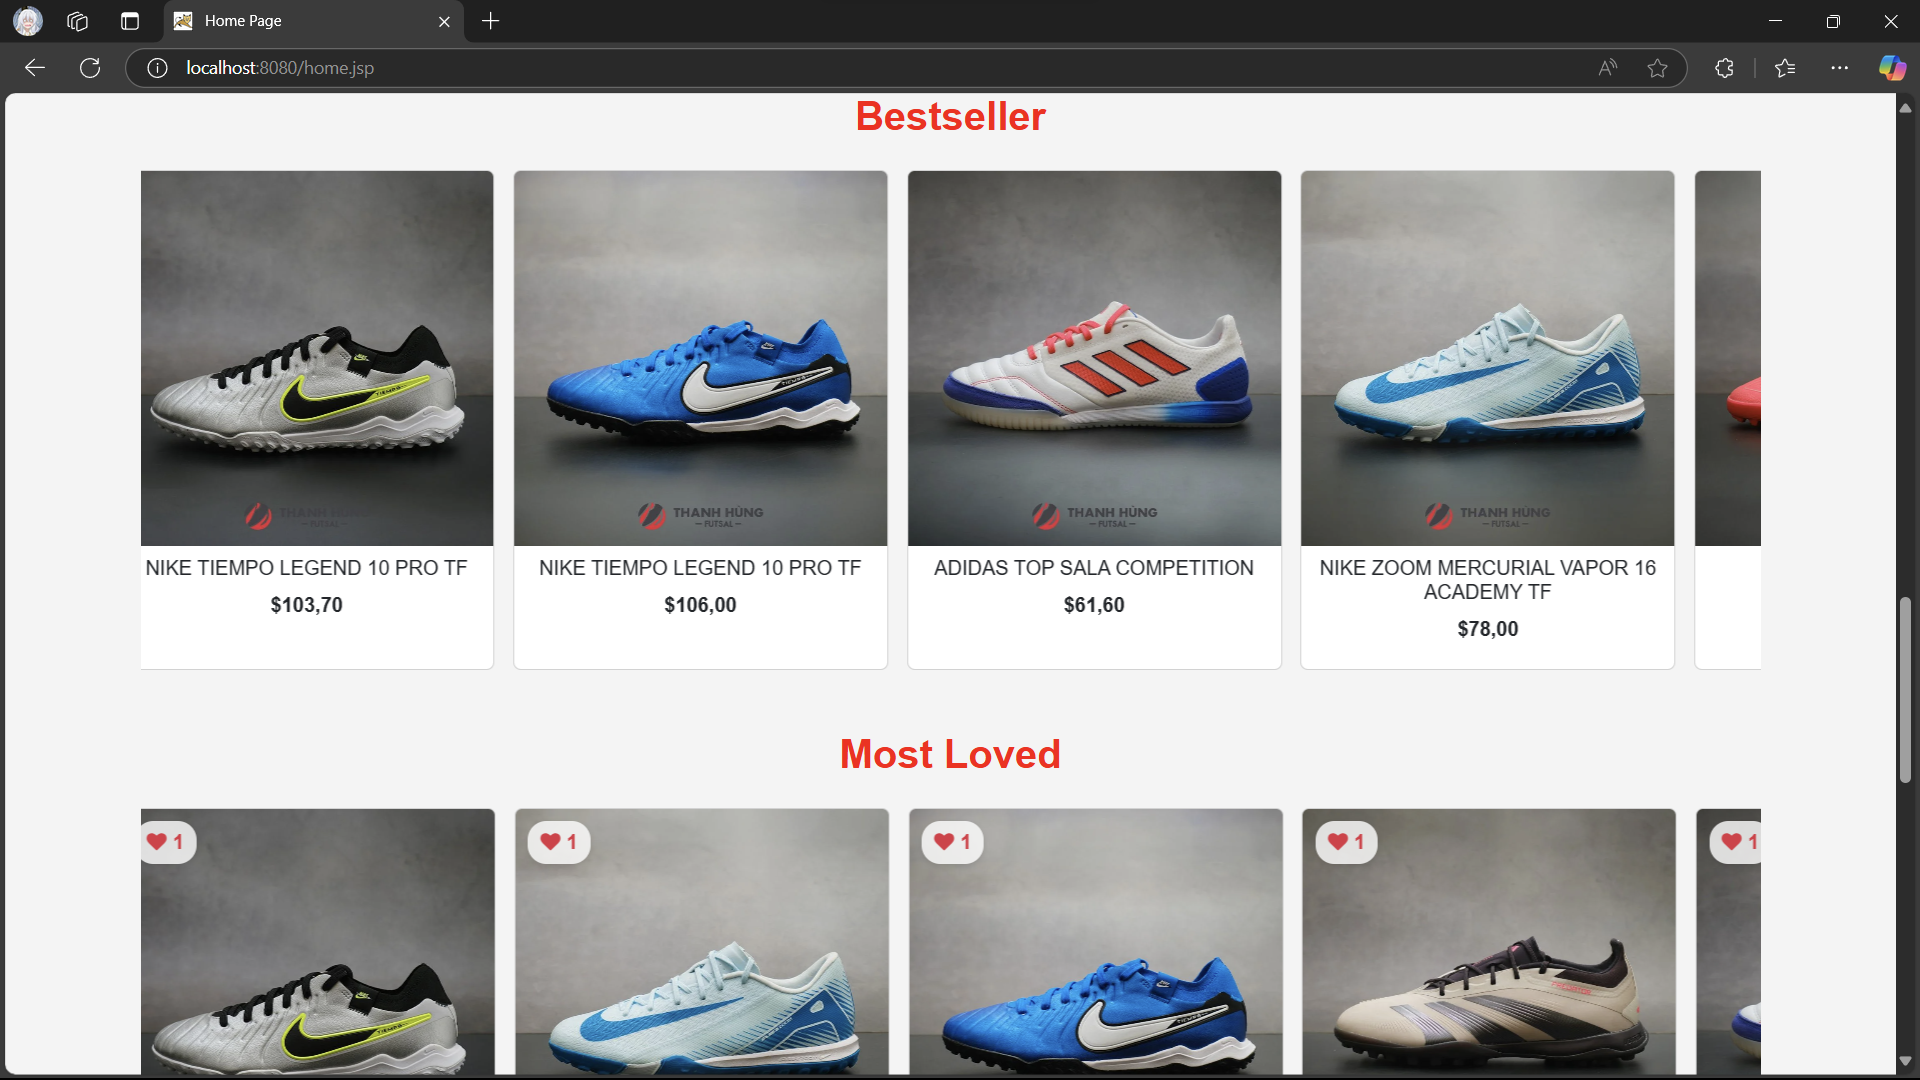 Home Page
localhost:8080/home.jsp
Bestseller
THANH HÙNG
THANH HÙNG
THANH HÙNG
THANH HÙNG
FUTSAL
FUTSAL
FUTSAL
NIKE TIEMPO LEGEND 10 PRO TF
$103,70
NIKE TIEMPO LEGEND 10 PRO TF
$106,00
ADIDAS TOP SALA COMPETITION
$61,60
NIKE ZOOM MERCURIAL VAPOR 16
ACADEMY TF
$78,00
Most Loved
1
1
1
1
1